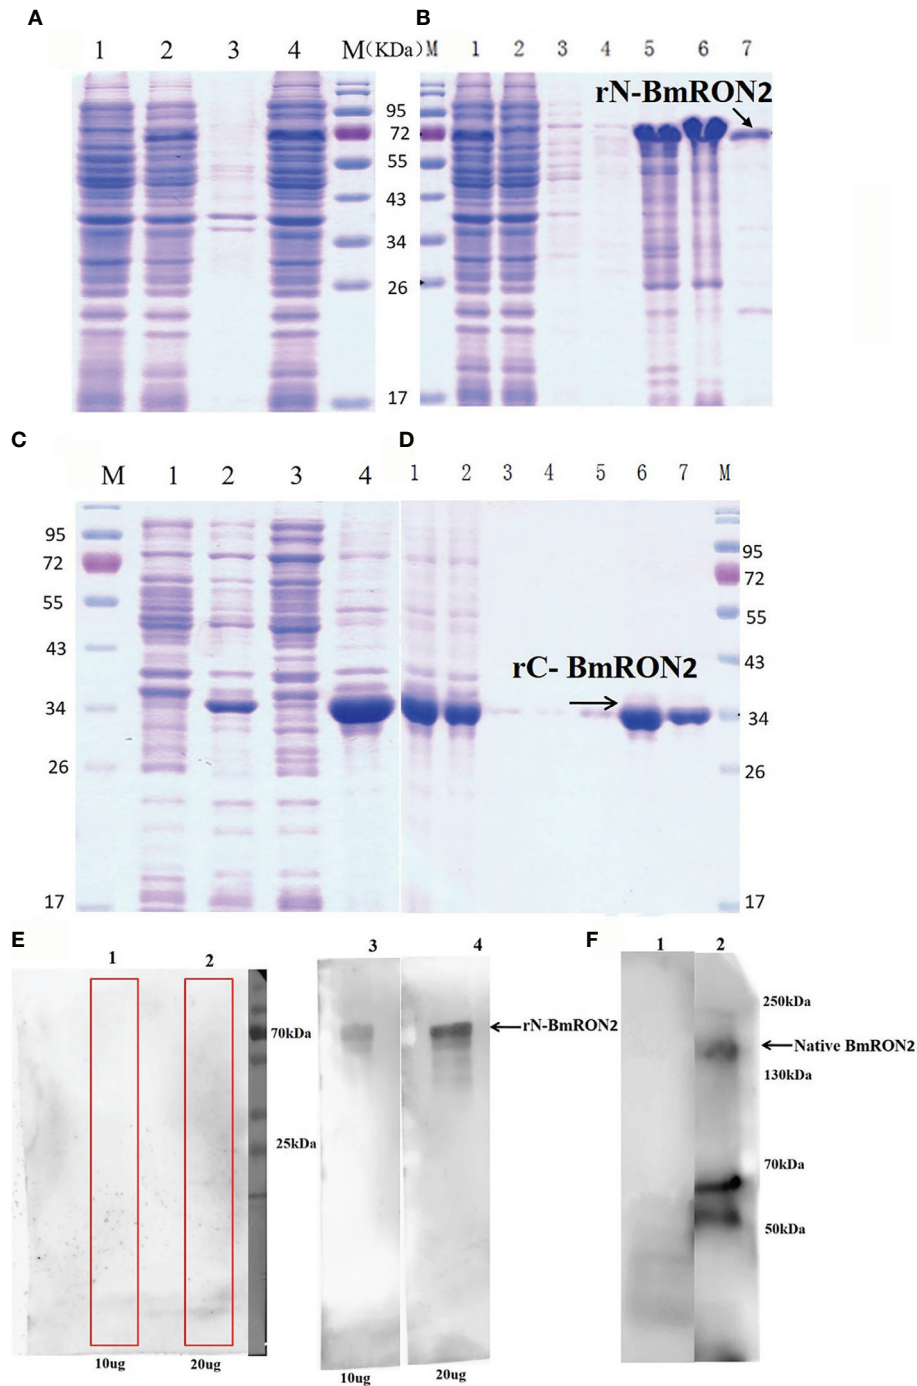 A
B
1 2 3 4 M(KDa) M 1 2 3 4 5 6 7
rN-BmRON2
95
72
55
43
34
26
17
C
D
M 1 2 3 4 1 2 3 4 5 6 7 M
95
72
55
43
34
26
17
rC- BmRON2
95
72
55
43
34
26
17
E
1 2
70kDa
25kDa
10ug 20ug
3 4
rN-BmRON2
10ug 20ug
F
1 2
250kDa
Native BmRON2
130kDa
70kDa
50kDa